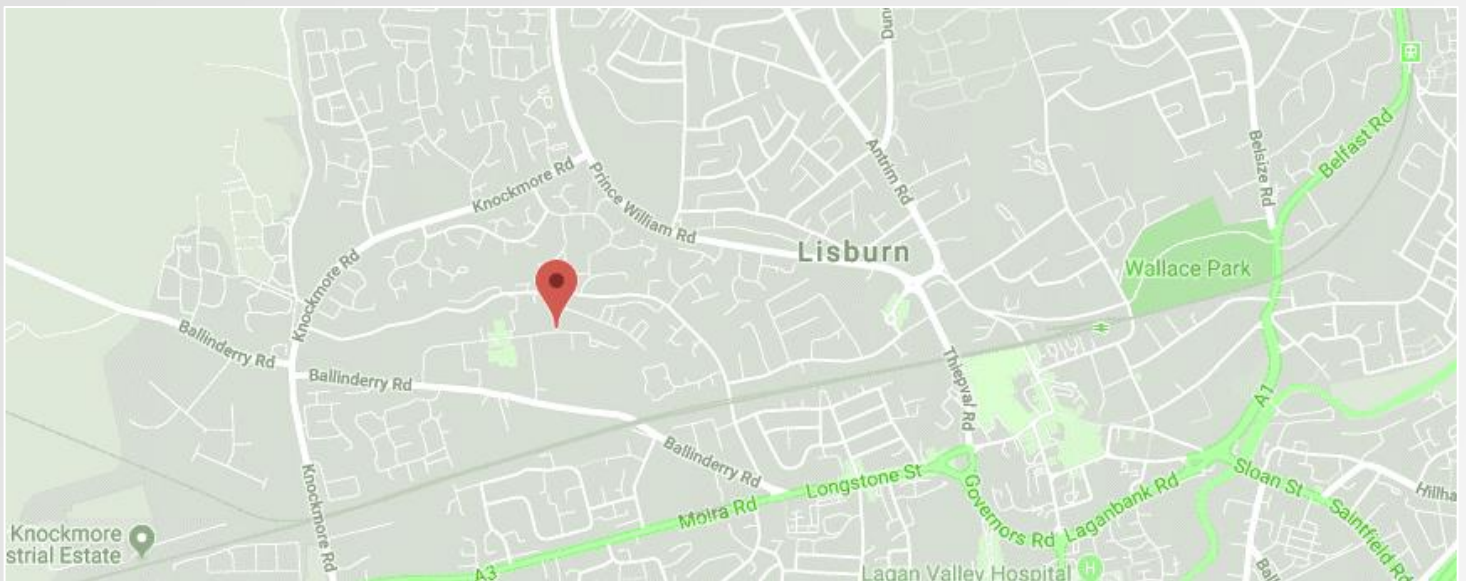 Dun
Antrim Rd
Belsize Rd
Belfast Rd
Knockmore Rd
Prince William Rd
Lisburn
Wallace Park
Knockmore Rd
Ballinderry Rd
Ballinderry Rd
Thiepval Rd
A1
Ballinderry Rd
Longstone St
Moira Rd
Governors Rd
Laganbank Rd
Sloan St
Saintfield Rd
Hillha
Knockmore Rd
Knockmore
strial Estate
A3
Lagan Valley Hospital
H
Ball